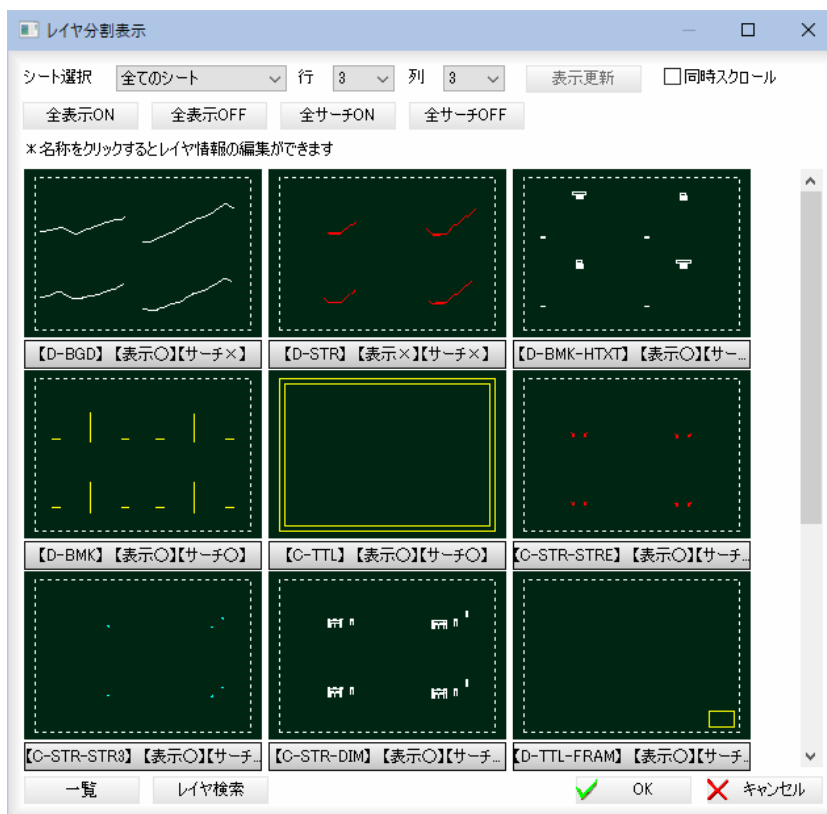 レイヤ分割表示
シート選択 全てのシート 行 3 列 3 表示更新 同時スクロール
全表示ON 全表示OFF 全サーチON 全サーチOFF
*名称をクリックするとレイヤ情報の編集ができます
【D-BGD】【表示○】【サーチ×】 【D-STR】【表示×】【サーチ×】 【D-BMK-HTXT】【表示○】【サー...
【D-BMK】【表示○】【サーチ○】 【C-TTL】【表示○】【サーチ○】 【C-STR-STRE】【表示○】【サーチ...
【C-STR-STR3】【表示○】【サーチ... 【C-STR-DIM】【表示○】【サーチ... 【D-TTL-FRAM】【表示○】【サーチ...
一覧 レイヤ検索 OK キャンセル